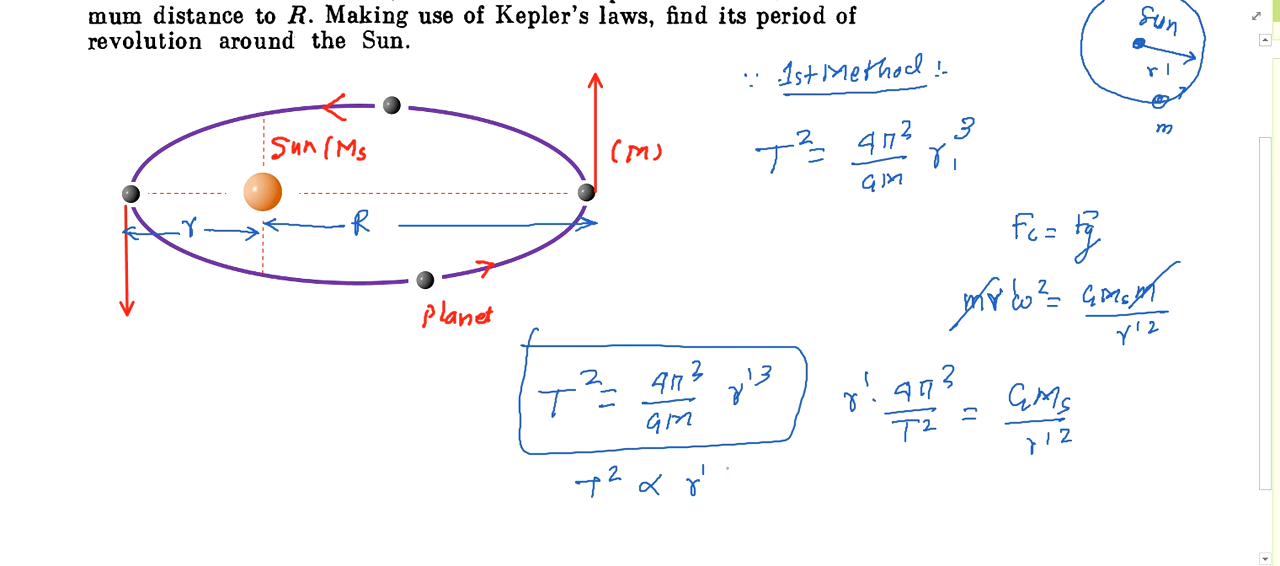 mum distance to R. Making use of Kepler's laws, find its period of
revolution around the Sun.
Sun
r1
m
∵ 1st Method :-
T² = 4π²/GM r₁³
Sun (Ms
(m)
r
R
Planet
Fc = Fg
mr'ω² = GMsm/r'²
T² = 4π²/GM r'³
r'. 4π²/T² = GMs/r'²
T² ∝ r'